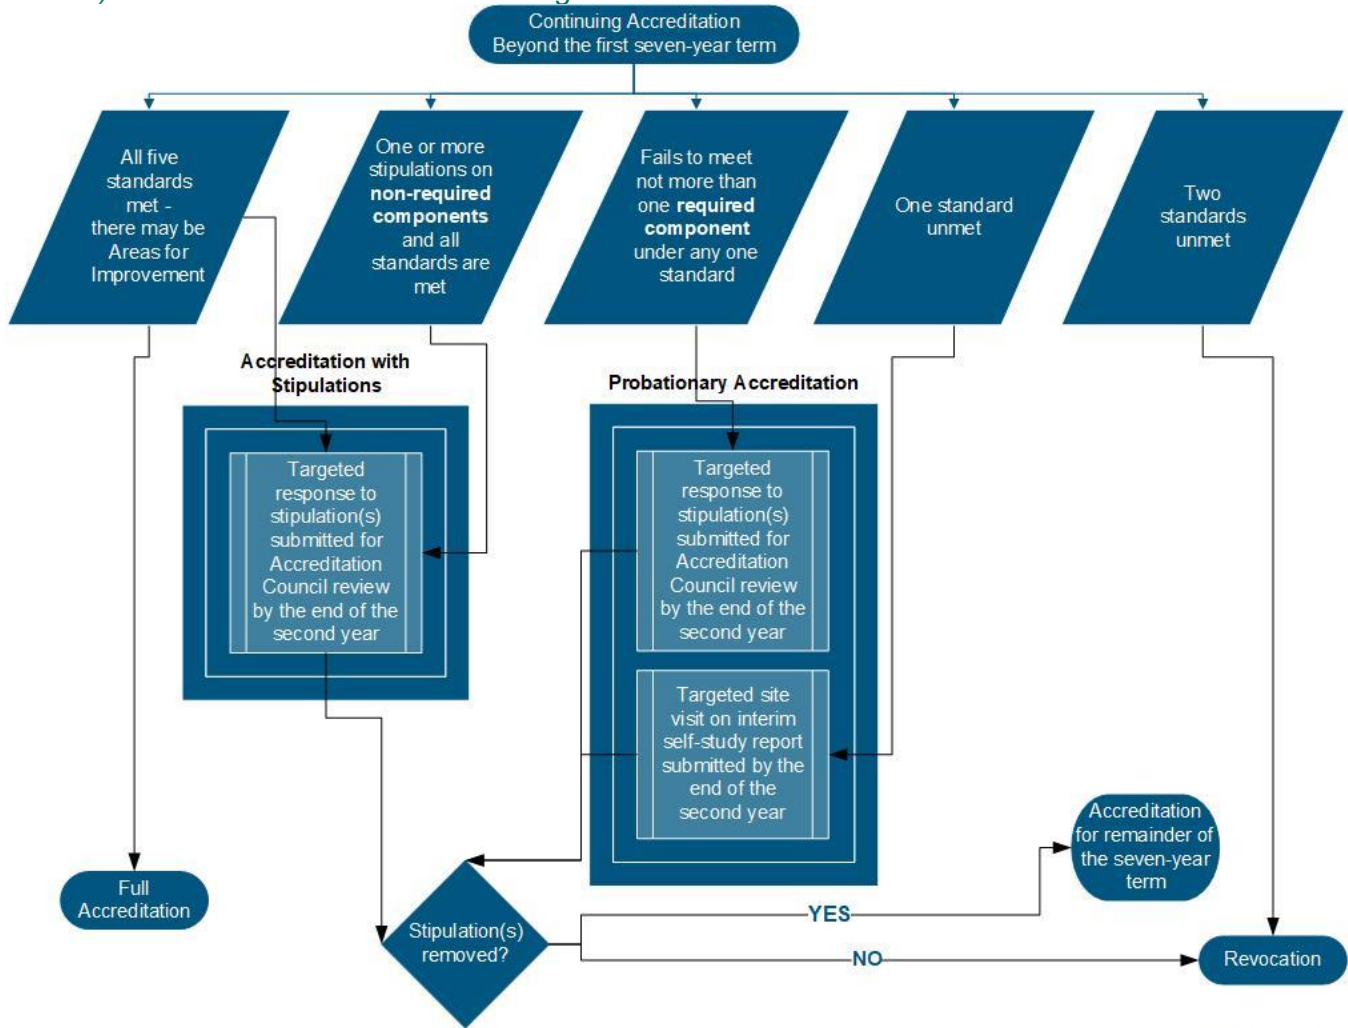 Continuing Accreditation
Beyond the first seven-year term
All five
standards
met -
there may be
Areas for
Improvement
One or more
stipulations on
non-required
components
and all
standards are
met
Fails to meet
not more than
one required
component
under any one
standard
One standard
unmet
Two
standards
unmet
Accreditation with
Stipulations
Targeted
response to
stipulation(s)
submitted for
Accreditation
Council review
by the end of the
second year
Probationary Accreditation
Targeted
response to
stipulation(s)
submitted for
Accreditation
Council review
by the end of the
second year
Targeted site
visit on interim
self-study report
submitted by the
end of the
second year
Accreditation
for remainder of
the seven-year
term
Full
Accreditation
Stipulation(s)
removed?
YES
NO
Revocation